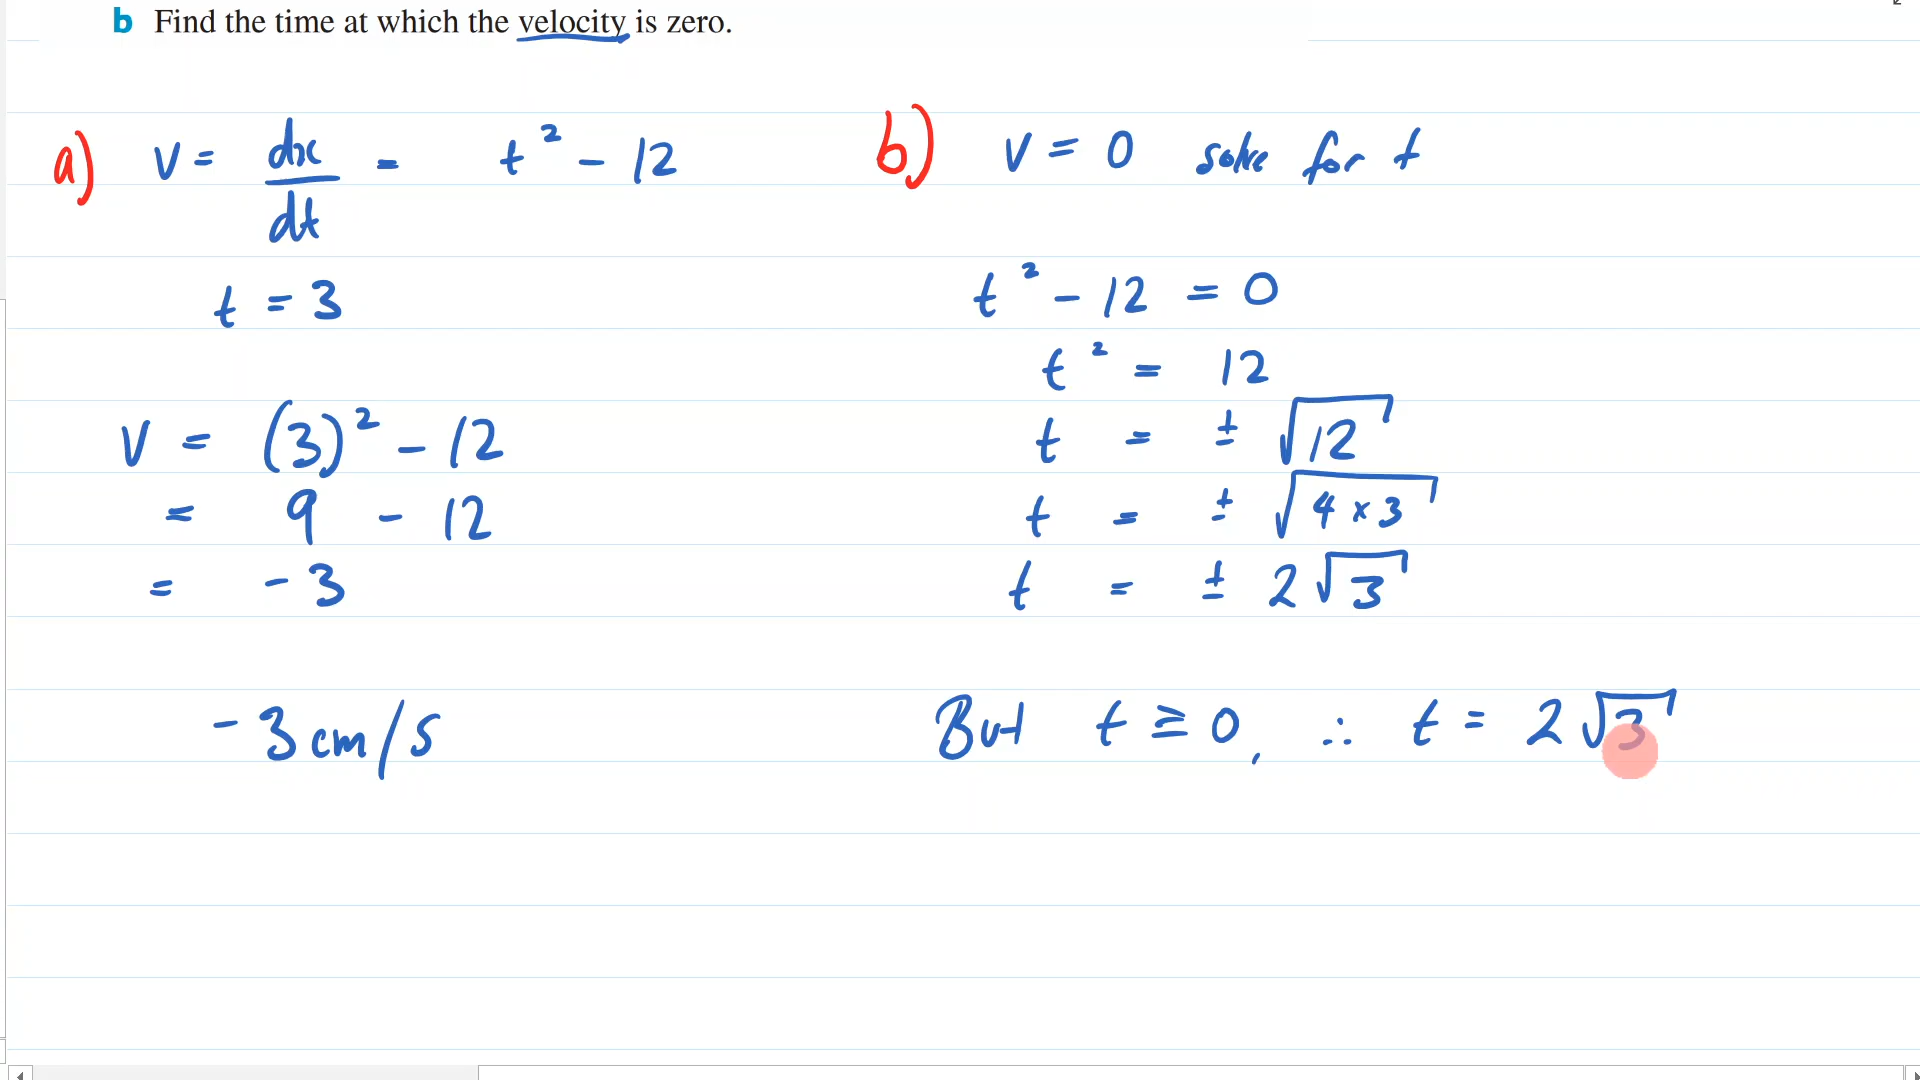 b Find the time at which the velocity is zero.
a) v = dx/dt = t² - 12
t = 3
v = (3)² - 12
= 9 - 12
= -3
-3 cm/s
b) v = 0 solve for t
t² - 12 = 0
t² = 12
t = ± √12
t = ± √4 × 3
t = ± 2√3
But t ≥ 0, ∴ t = 2√3